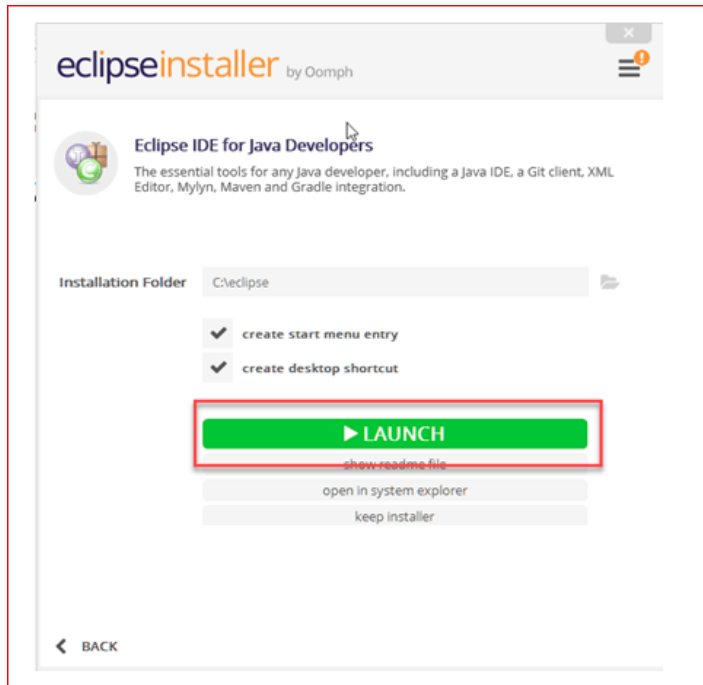 eclipseinstaller by Oomph
Eclipse IDE for Java Developers
The essential tools for any Java developer, including a Java IDE, a Git client, XML
Editor, Mylyn, Maven and Gradle integration.
Installation Folder C:\eclipse
create start menu entry
create desktop shortcut
LAUNCH
show readme file
open in system explorer
keep installer
BACK